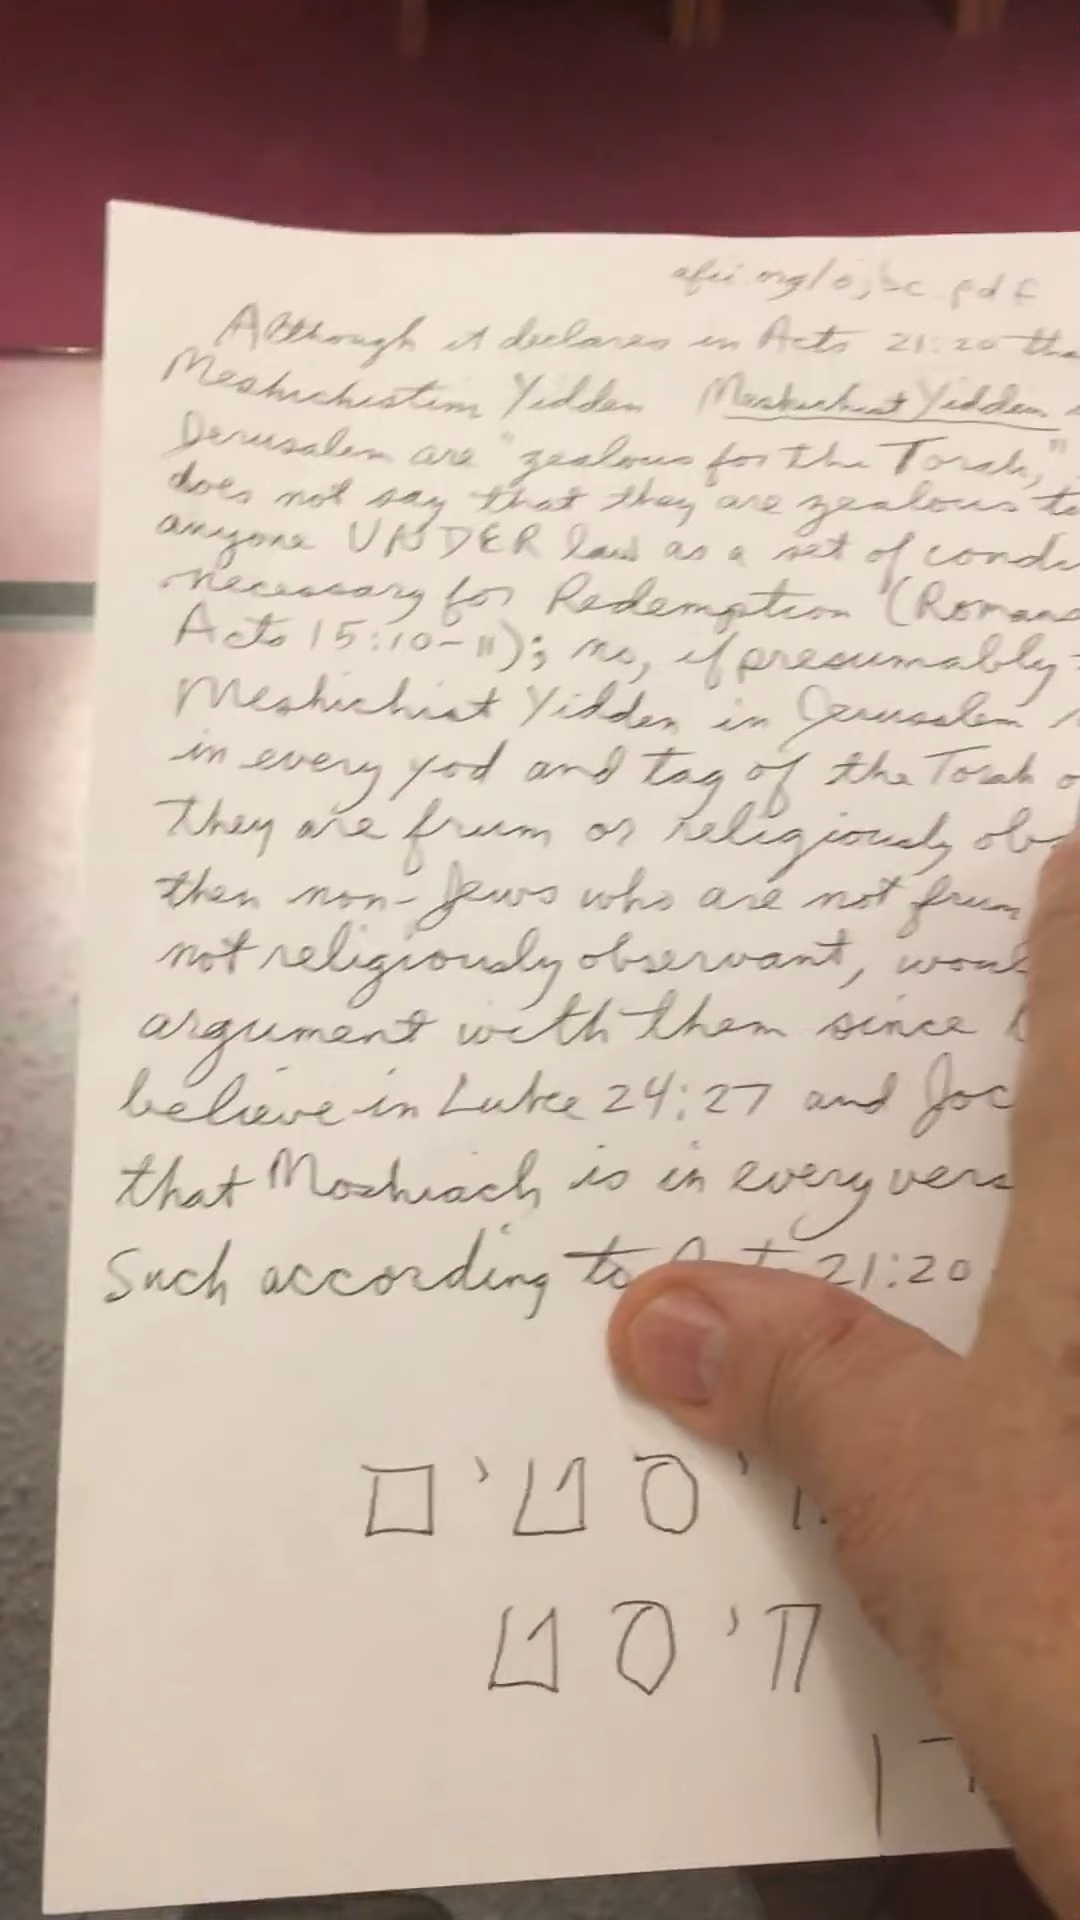 afii.org/ojbc.pdf
Although it declares in Acts 21:20 tha
Meshichistim Yidden Meshichist Yidden
Jerusalem are "zealous for the Torah,"
does not say that they are zealous to
anyone UNDER law as a set of condi
necessary for Redemption (Romans
Acts 15:10-11); no, if presumably
Meshichist Yidden in Jerusalem
in every yod and tag of the Torah
they are frum or religiously obs
then non-Jews who are not frum
not religiously observant, woul
argument with them since
believe in Luke 24:27 and
that Moshiach is in every vers
Such according to Acts 21:20
משיחיסטים
משיחיסט